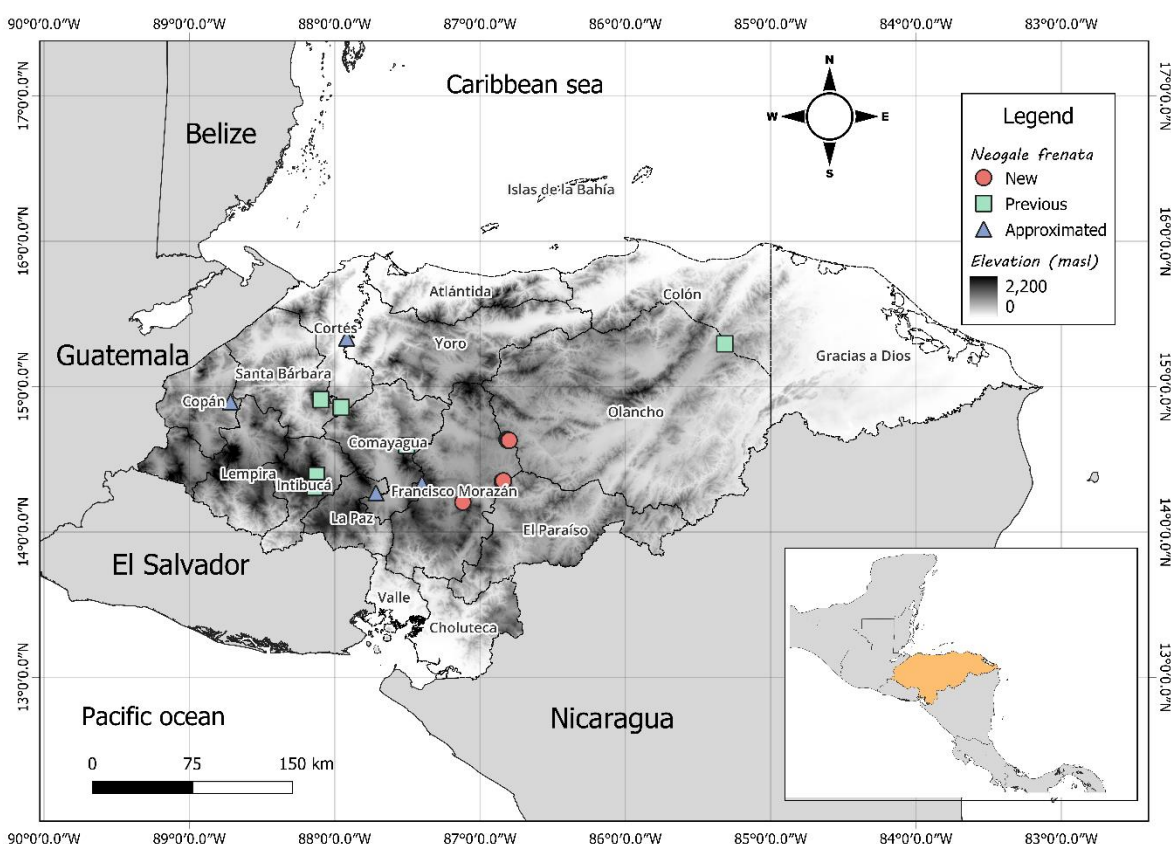 90°0'0.0"W 89°0'0.0"W 88°0'0.0"W 87°0'0.0"W 86°0'0.0"W 85°0'0.0"W 84°0'0.0"W 83°0'0.0"W
17°0'0.0"N
16°0'0.0"N
15°0'0.0"N
14°0'0.0"N
13°0'0.0"N
Caribbean sea
Belize
Islas de la Bahía
N
W
E
S
Legend
Neogale frenata
New
Previous
Approximated
Elevation (masl)
2,200
0
17°0'0.0"N
16°0'0.0"N
15°0'0.0"N
14°0'0.0"N
13°0'0.0"N
Atlántida
Colón
Cortés
Yoro
Guatemala
Gracias a Dios
Santa Bárbara
Copán
Olancho
Comayagua
Lempira
Intibucá
Francisco Morazán
La Paz
El Paraíso
El Salvador
Valle
Choluteca
Nicaragua
Pacific ocean
0 75 150 km
90°0'0.0"W 89°0'0.0"W 88°0'0.0"W 87°0'0.0"W 86°0'0.0"W 85°0'0.0"W 84°0'0.0"W 83°0'0.0"W